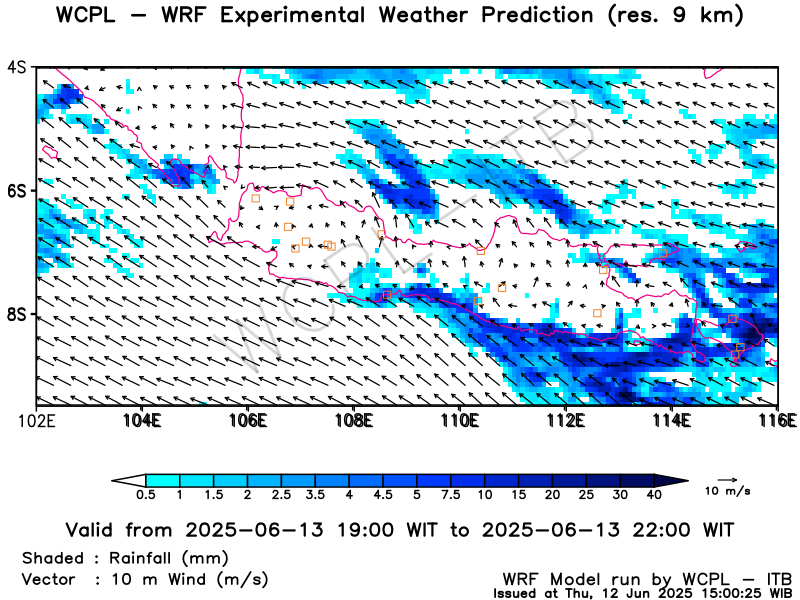 WCPL – WRF Experimental Weather Prediction (res. 9 km)
4S
6S
8S
WCPL-ITB
102E 104E 106E 108E 110E 112E 114E 116E
0.5 1 1.5 2 2.5 3.5 4 4.5 5 7.5 10 15 20 25 30 40
10 m/s
Valid from 2025-06-13 19:00 WIT to 2025-06-13 22:00 WIT
Shaded : Rainfall (mm)
Vector : 10 m Wind (m/s)
WRF Model run by WCPL – ITB
Issued at Thu, 12 Jun 2025 15:00:25 WIB